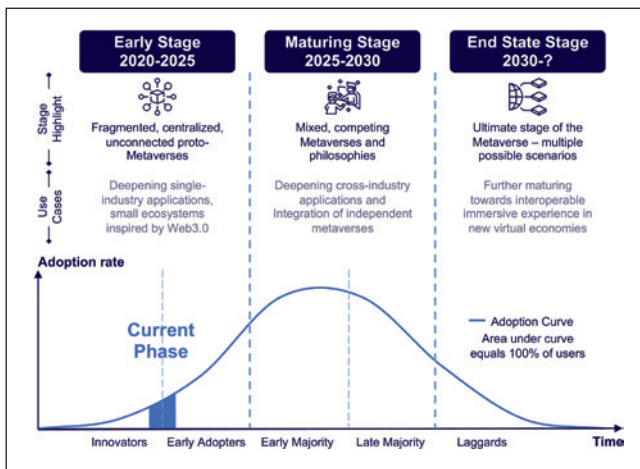 Early Stage
2020-2025
Maturing Stage
2025-2030
End State Stage
2030-?
Stage
Highlight
Fragmented, centralized,
unconnected proto-
Metaverses
Mixed, competing
Metaverses and
philosophies
Ultimate stage of the
Metaverse – multiple
possible scenarios
Use
Cases
Deepening single-
industry applications,
small ecosystems
inspired by Web3.0
Deepening cross-industry
applications and
Integration of independent
metaverses
Further maturing
towards interoperable
immersive experience in
new virtual economies
Adoption rate
Current
Phase
Adoption Curve
Area under curve
equals 100% of users
Innovators
Early Adopters
Early Majority
Late Majority
Laggards
Time